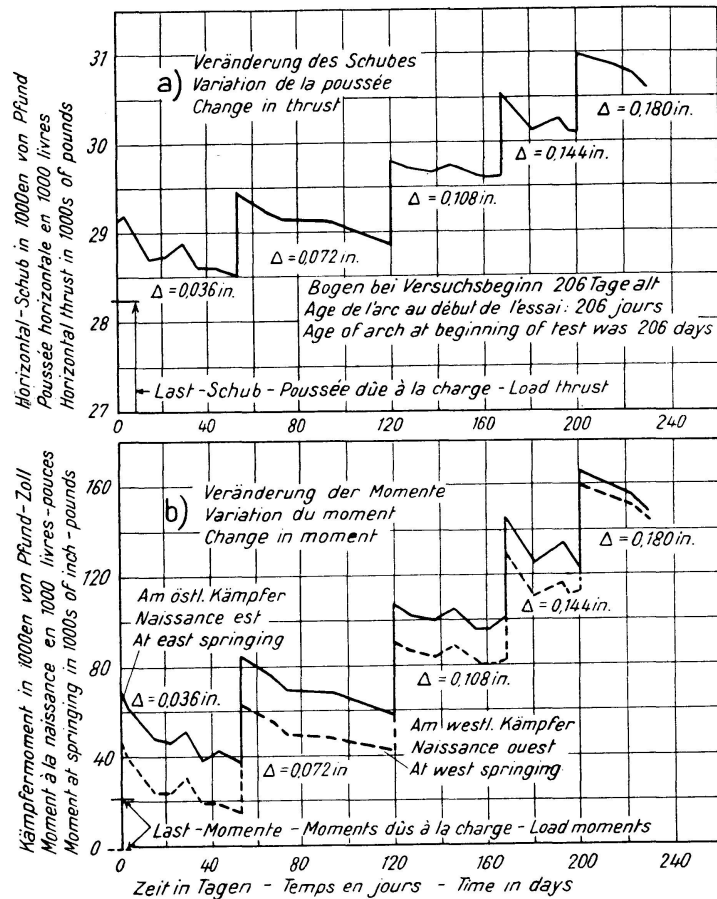 Horizontal-Schub in 1000en von Pfund
Poussée horizontale en 1000 livres
Horizontal thrust in 1000s of pounds
31
30
29
28
27
a) Veränderung des Schubes
Variation de la poussée
Change in thrust
Δ = 0,036 in.
Δ = 0,072 in.
Δ = 0,108 in.
Δ = 0,144 in.
Δ = 0,180 in.
Bogen bei Versuchsbeginn 206 Tage alt
Age de l'arc au début de l'essai: 206 jours
Age of arch at beginning of test was 206 days
Last-Schub - Poussée dûe à la charge - Load thrust
0 40 80 120 160 200 240
Kämpfermoment in 1000en von Pfund-Zoll
Moment à la naissance en 1000 livres-pouces
Moment at springing in 1000s of inch-pounds
160
120
80
40
0
b) Veränderung der Momente
Variation du moment
Change in moment
Am östl. Kämpfer
Naissance est
At east springing
Δ = 0,036 in.
Δ = 0,072 in
Δ = 0,108 in.
Δ = 0,144 in.
Δ = 0,180 in.
Am westl. Kämpfer
Naissance ouest
At west springing
Last-Momente - Moments dûs à la charge - Load moments
0 40 80 120 160 200 240
Zeit in Tagen - Temps en jours - Time in days